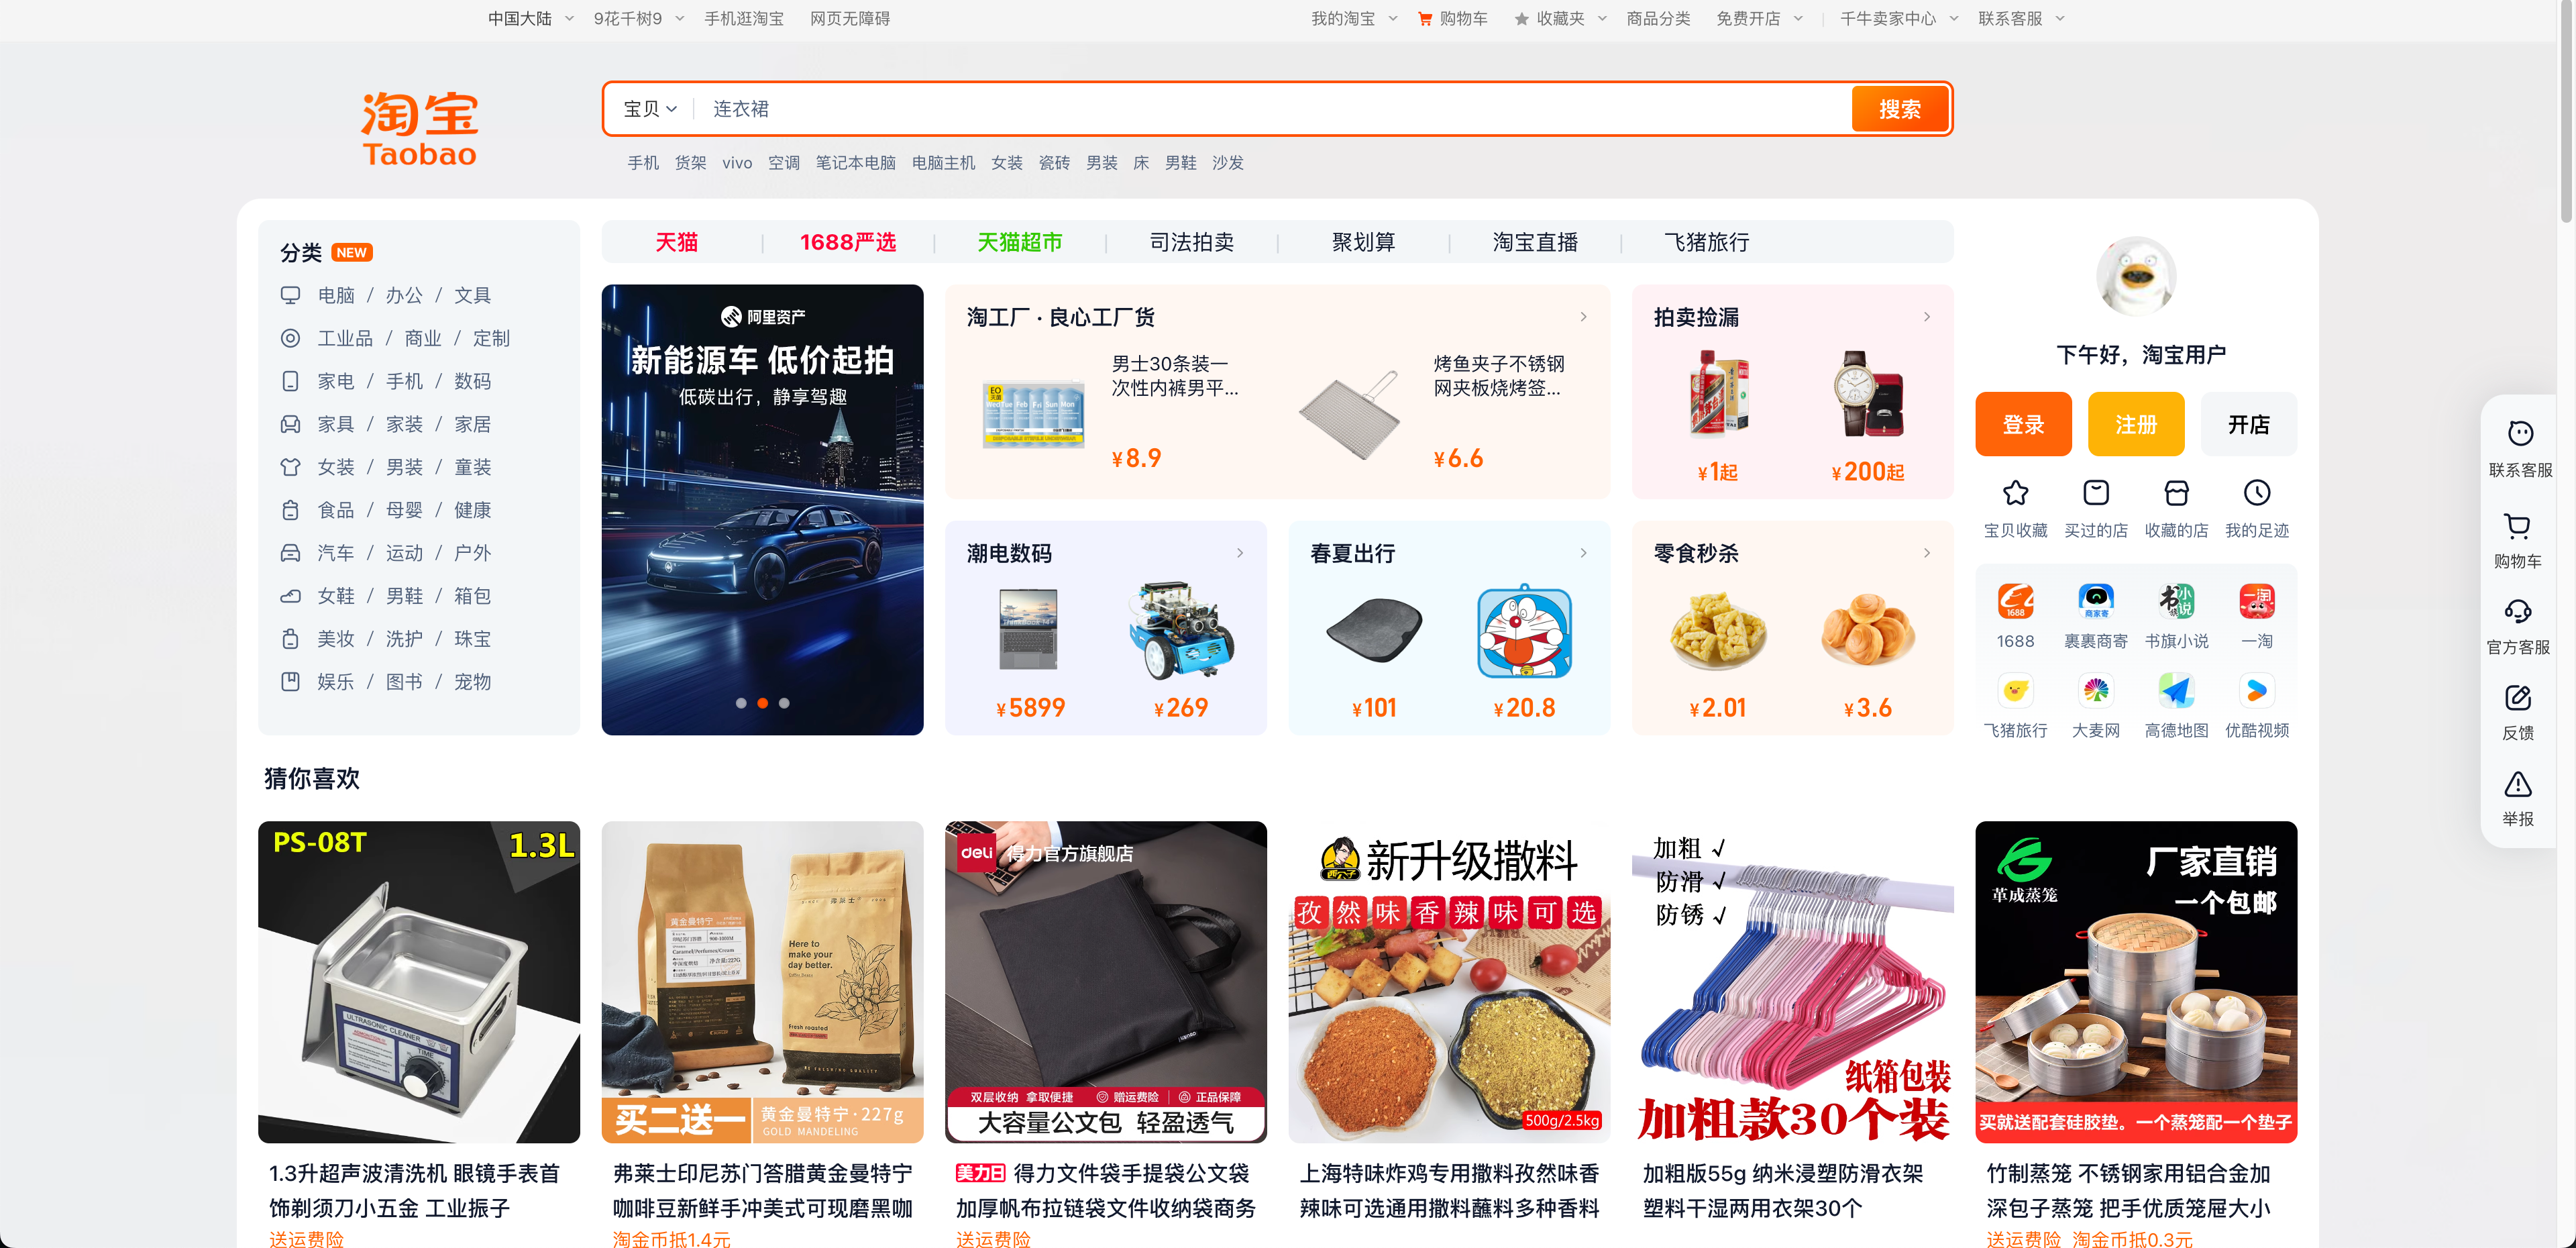 中国大陆 9花千树9 手机逛淘宝 网页无障碍
我的淘宝 购物车 收藏夹 商品分类 免费开店 千牛卖家中心 联系客服
淘宝
Taobao
宝贝 连衣裙 搜索
手机 货架 vivo 空调 笔记本电脑 电脑主机 女装 瓷砖 男装 床 男鞋 沙发
分类 NEW
电脑 / 办公 / 文具
工业品 / 商业 / 定制
家电 / 手机 / 数码
家具 / 家装 / 家居
女装 / 男装 / 童装
食品 / 母婴 / 健康
汽车 / 运动 / 户外
女鞋 / 男鞋 / 箱包
美妆 / 洗护 / 珠宝
娱乐 / 图书 / 宠物
天猫 1688严选 天猫超市 司法拍卖 聚划算 淘宝直播 飞猪旅行
阿里资产
新能源车 低价起拍
低碳出行，静享驾趣
淘工厂 · 良心工厂货
男士30条装一
次性内裤男平...
¥8.9
烤鱼夹子不锈钢
网夹板烧烤签...
¥6.6
拍卖捡漏
¥1起 ¥200起
潮电数码
¥5899 ¥269
春夏出行
¥101 ¥20.8
零食秒杀
¥2.01 ¥3.6
下午好，淘宝用户
登录 注册 开店
宝贝收藏 买过的店 收藏的店 我的足迹
1688 裹裹商寄 书旗小说 一淘
飞猪旅行 大麦网 高德地图 优酷视频
联系客服
购物车
官方客服
反馈
举报
猜你喜欢
PS-08T 1.3L
ULTRASONIC CLEANER
TIME
1.3升超声波清洗机 眼镜手表首
饰剃须刀小五金 工业振子
送运费险
黄金曼特宁
Here to
make your
day better.
Fresh roasted
买二送一 黄金曼特宁·227g
GOLD MANDELING
弗莱士印尼苏门答腊黄金曼特宁
咖啡豆新鲜手冲美式可现磨黑咖
淘金币抵1.4元
deli 得力官方旗舰店
双层收纳 拿取便捷 赠运费险 正品保障
大容量公文包 轻盈透气
美力日 得力文件袋手提袋公文袋
加厚帆布拉链袋文件收纳袋商务
送运费险
新升级撒料
孜然味香辣味可选
500g/2.5kg
上海特味炸鸡专用撒料孜然味香
辣味可选通用撒料蘸料多种香料
加粗 √
防滑 √
防锈 √
纸箱包装
加粗款30个装
加粗版55g 纳米浸塑防滑衣架
塑料干湿两用衣架30个
革成蒸笼
厂家直销
一个包邮
买就送配套硅胶垫。一个蒸笼配一个垫子
竹制蒸笼 不锈钢家用铝合金加
深包子蒸笼 把手优质笼屉大小
送运费险 淘金币抵0.3元